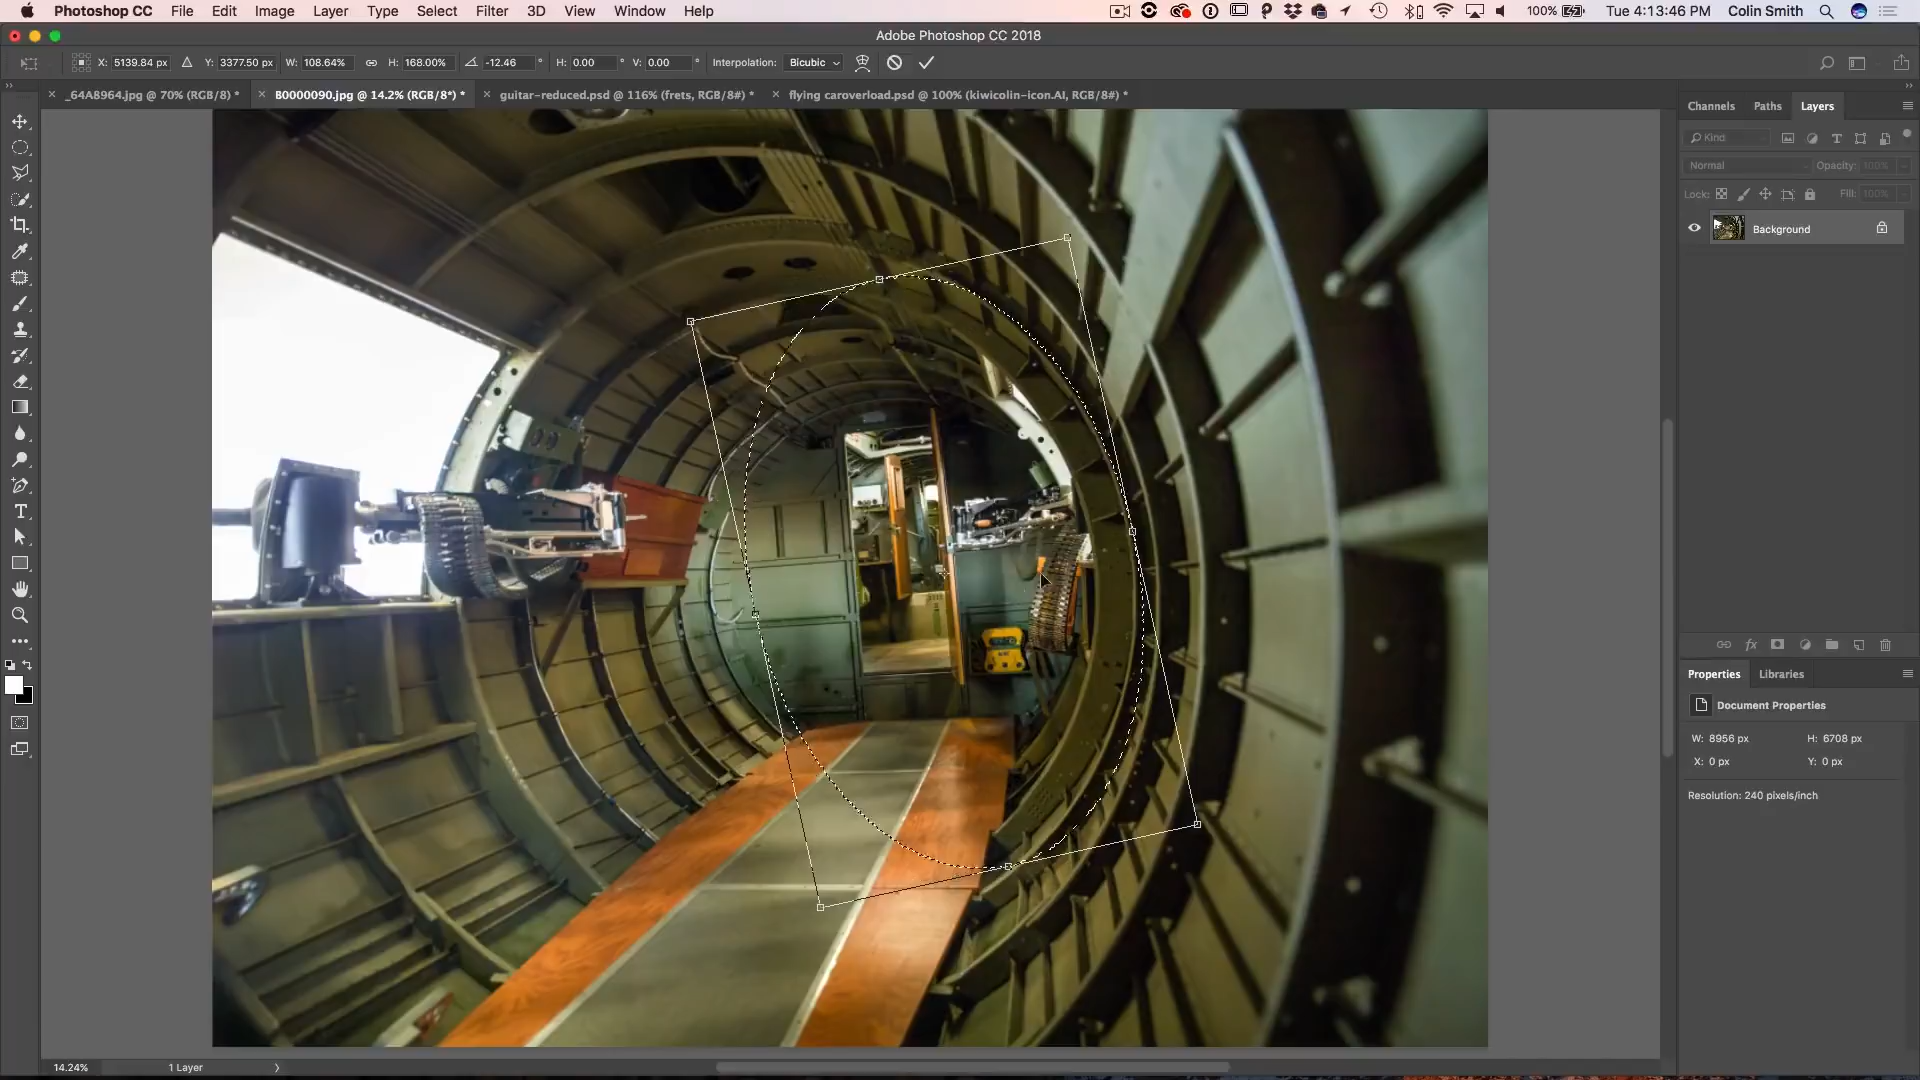 Photoshop CC File Edit Image Layer Type Select Filter 3D View Window Help 100% Tue 4:13:46 PM Colin Smith
Adobe Photoshop CC 2018
X: 5139.84 px Y: 3377.50 px W: 108.64% H: 168.00% -12.46 ° H: 0.00 ° V: 0.00 ° Interpolation: Bicubic
_64A8964.jpg @ 70% (RGB/8) * B0000090.jpg @ 14.2% (RGB/8*) * guitar-reduced.psd @ 116% (frets, RGB/8#) * flying caroverload.psd @ 100% (kiwicolin-icon.AI, RGB/8#) *
Channels Paths Layers
Kind
Normal Opacity: 100%
Lock: Fill: 100%
Background
Properties Libraries
Document Properties
W: 8956 px H: 6708 px
X: 0 px Y: 0 px
Resolution: 240 pixels/inch
14.24% 1 Layer